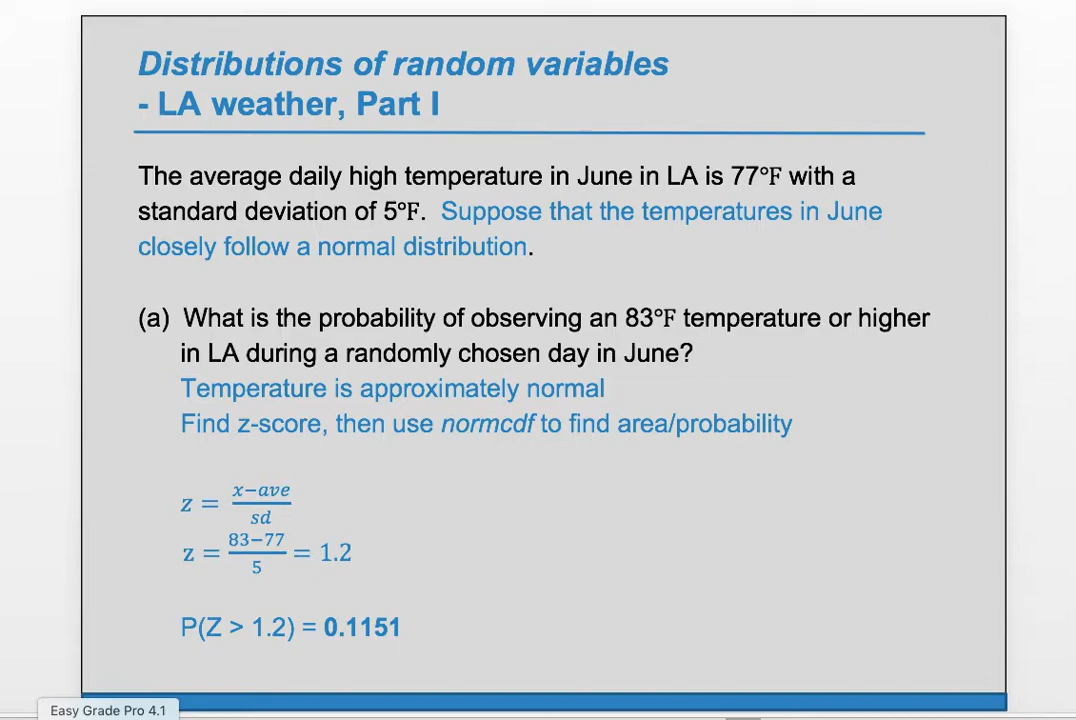 Distributions of random variables
- LA weather, Part I
The average daily high temperature in June in LA is 77°F with a
standard deviation of 5°F. Suppose that the temperatures in June
closely follow a normal distribution.
(a) What is the probability of observing an 83°F temperature or higher
in LA during a randomly chosen day in June?
Temperature is approximately normal
Find z-score, then use normcdf to find area/probability
z = x−ave / sd
z = 83−77 / 5 = 1.2
P(Z > 1.2) = 0.1151
Easy Grade Pro 4.1